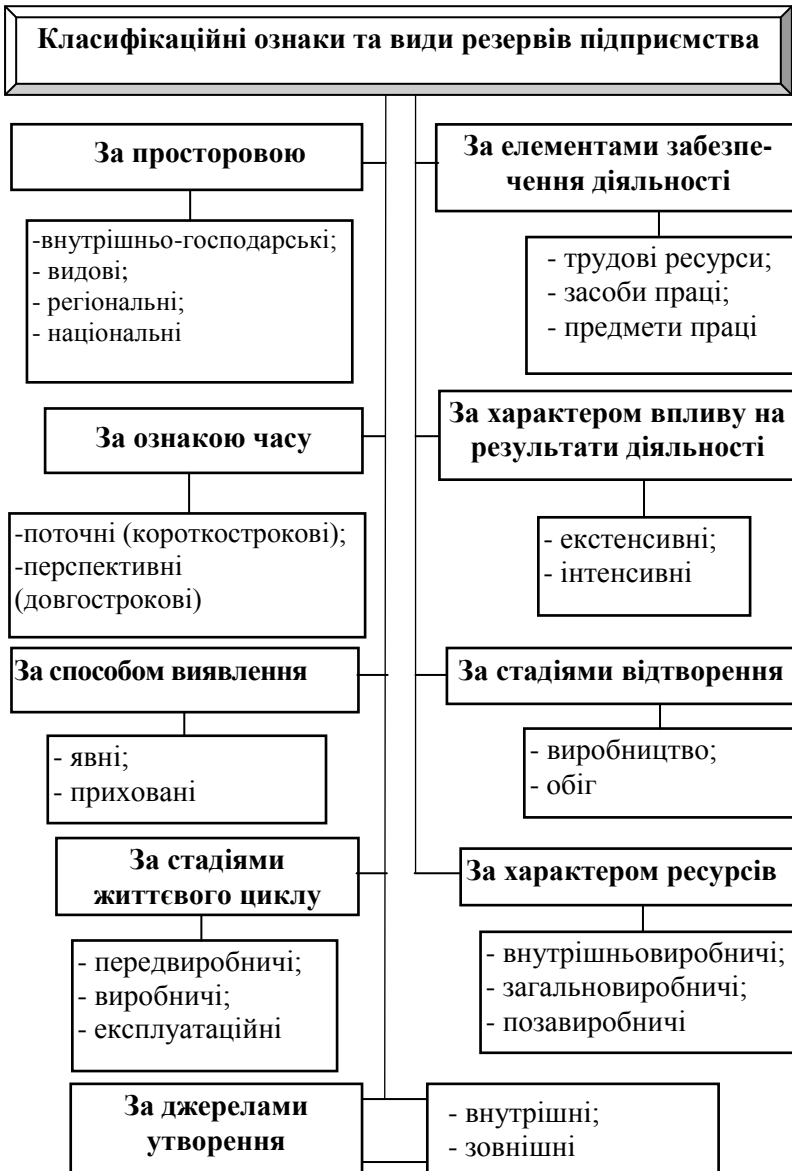 Класифікаційні ознаки та види резервів підприємства
За просторовою
-внутрішньо-господарські;
- видові;
- регіональні;
- національні
За ознакою часу
-поточні (короткострокові);
-перспективні
(довгострокові)
За способом виявлення
- явні;
- приховані
За стадіями
життєвого циклу
- передвиробничі;
- виробничі;
- експлуатаційні
За елементами забезпе-
чення діяльності
- трудові ресурси;
- засоби праці;
- предмети праці
За характером впливу на
результати діяльності
- екстенсивні;
- інтенсивні
За стадіями відтворення
- виробництво;
- обіг
За характером ресурсів
- внутрішньовиробничі;
- загальновиробничі;
- позавиробничі
За джерелами
утворення
- внутрішні;
- зовнішні